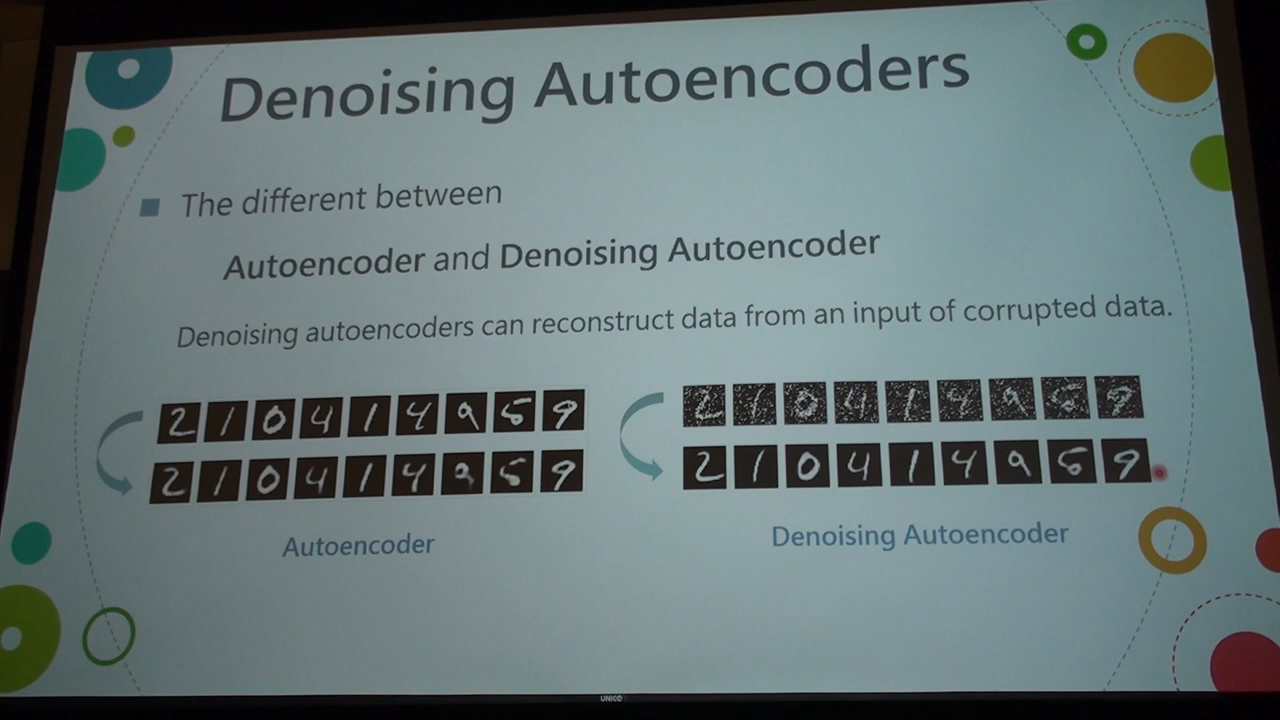 Denoising Autoencoders
The different between
Autoencoder and Denoising Autoencoder
Denoising autoencoders can reconstruct data from an input of corrupted data.
2 1 0 4 1 4 9 5 9
2 1 0 4 1 4 9 5 9
Autoencoder
2 1 0 4 1 4 9 5 9
2 1 0 4 1 4 9 5 9
Denoising Autoencoder
UNICO